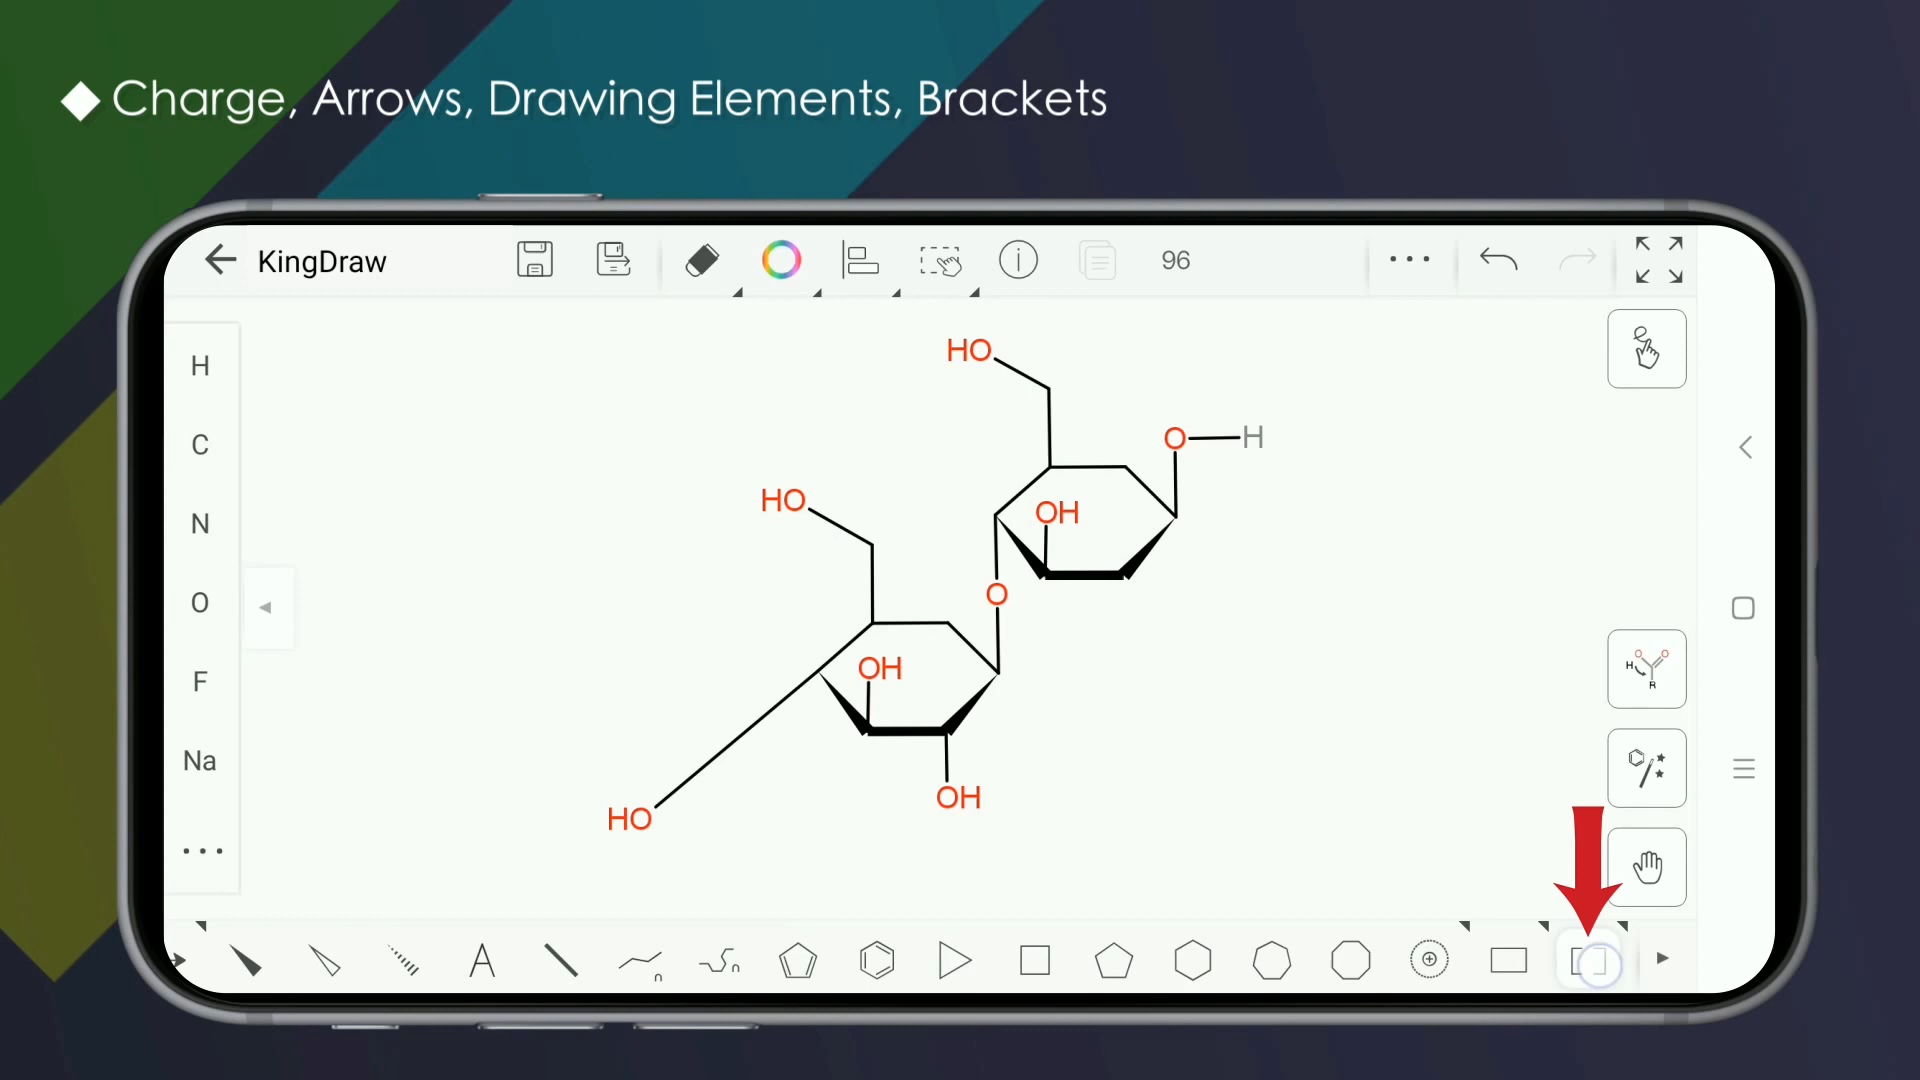 Charge, Arrows, Drawing Elements, Brackets
KingDraw
96
H
C
N
O
F
Na
HO
O H
OH
HO
O
OH
HO
OH
H O O
R
A
n
n